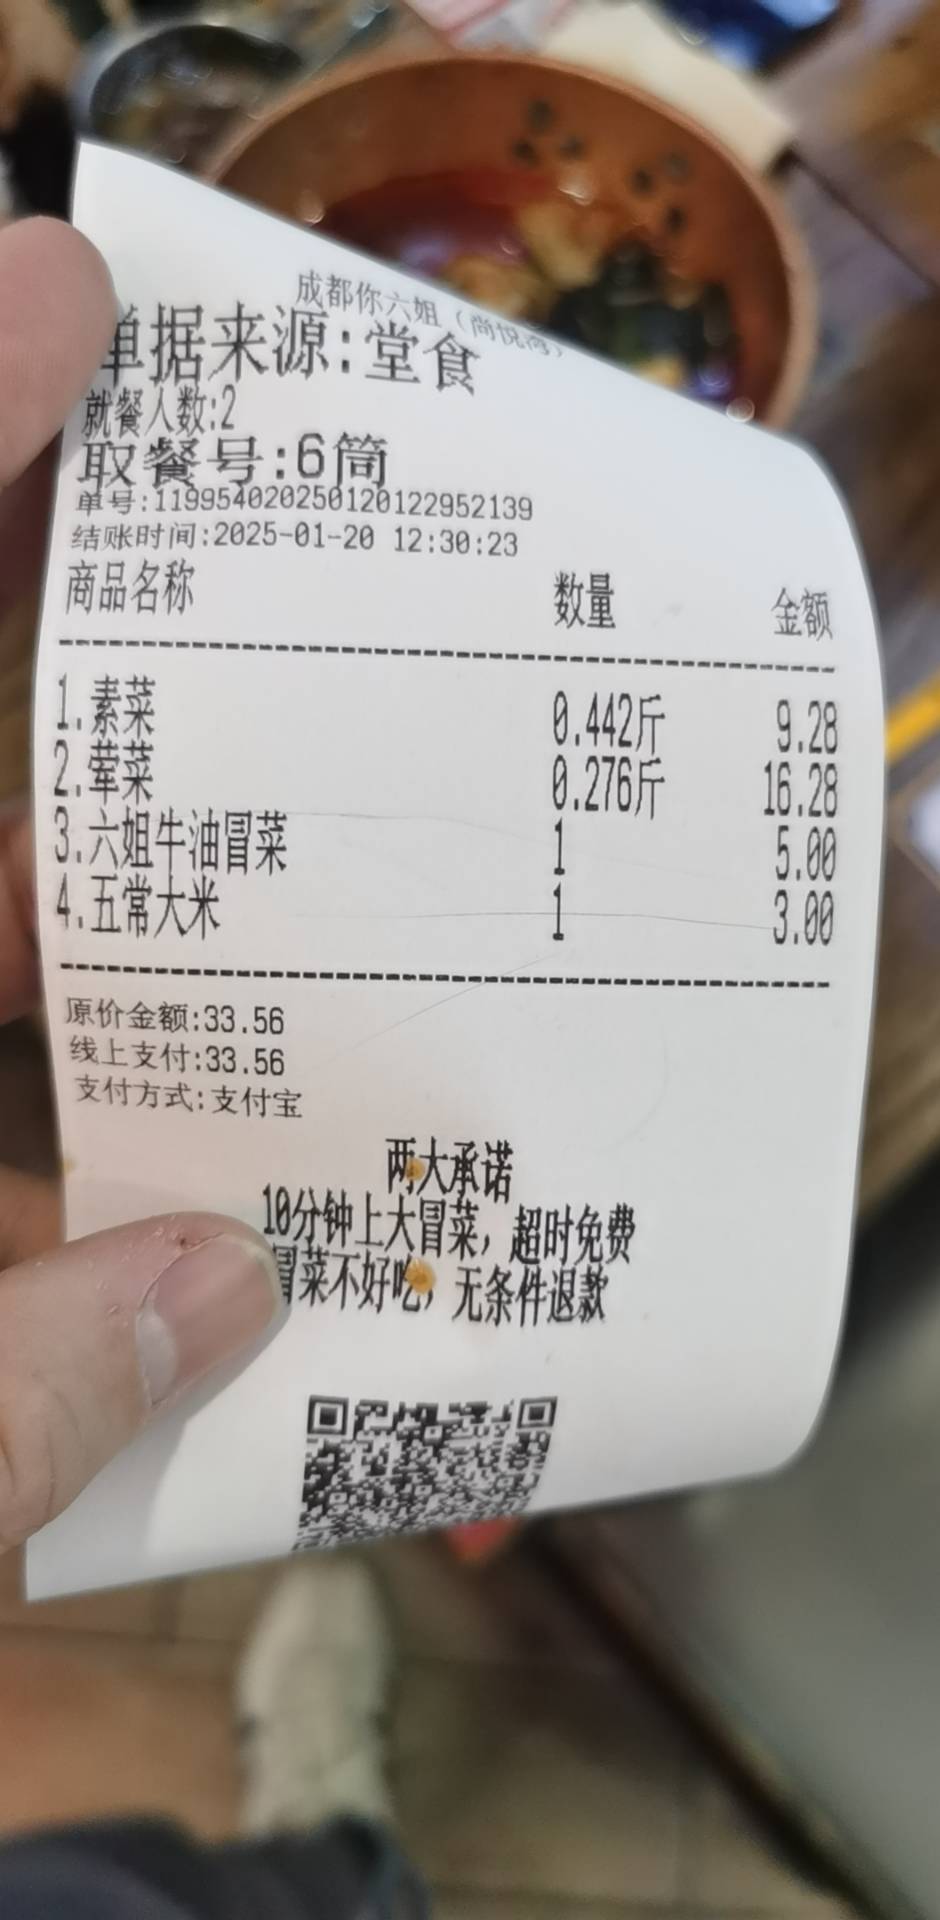 成都你六姐（尚悦湾）
单据来源:堂食
就餐人数:2
取餐号:6筒
单号:119954020250120122952139
结账时间:2025-01-20 12:30:23
商品名称 数量 金额
1.素菜 0.442斤 9.28
2.荤菜 0.276斤 16.28
3.六姐牛油冒菜 1 5.00
4.五常大米 1 3.00
原价金额:33.56
线上支付:33.56
支付方式:支付宝
两大承诺
10分钟上大冒菜，超时免费
冒菜不好吃，无条件退款